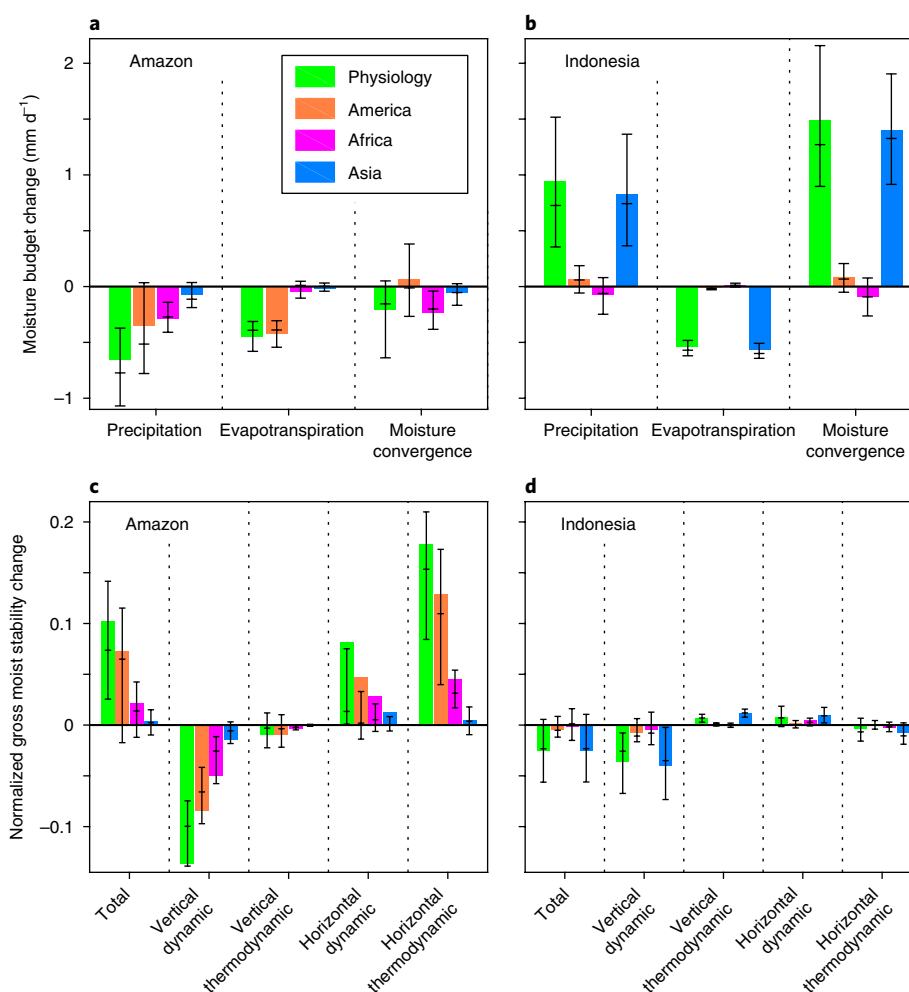 a
b
Amazon
Indonesia
Physiology
America
Africa
Asia
Moisture budget change (mm d⁻¹)
2
1
0
−1
Precipitation
Evapotranspiration
Moisture
convergence
Precipitation
Evapotranspiration
Moisture
convergence
c
d
Amazon
Indonesia
Normalized gross moist stability change
0.2
0.1
0
−0.1
Total
Vertical
dynamic
Vertical
thermodynamic
Horizontal
dynamic
Horizontal
thermodynamic
Total
Vertical
dynamic
Vertical
thermodynamic
Horizontal
dynamic
Horizontal
thermodynamic